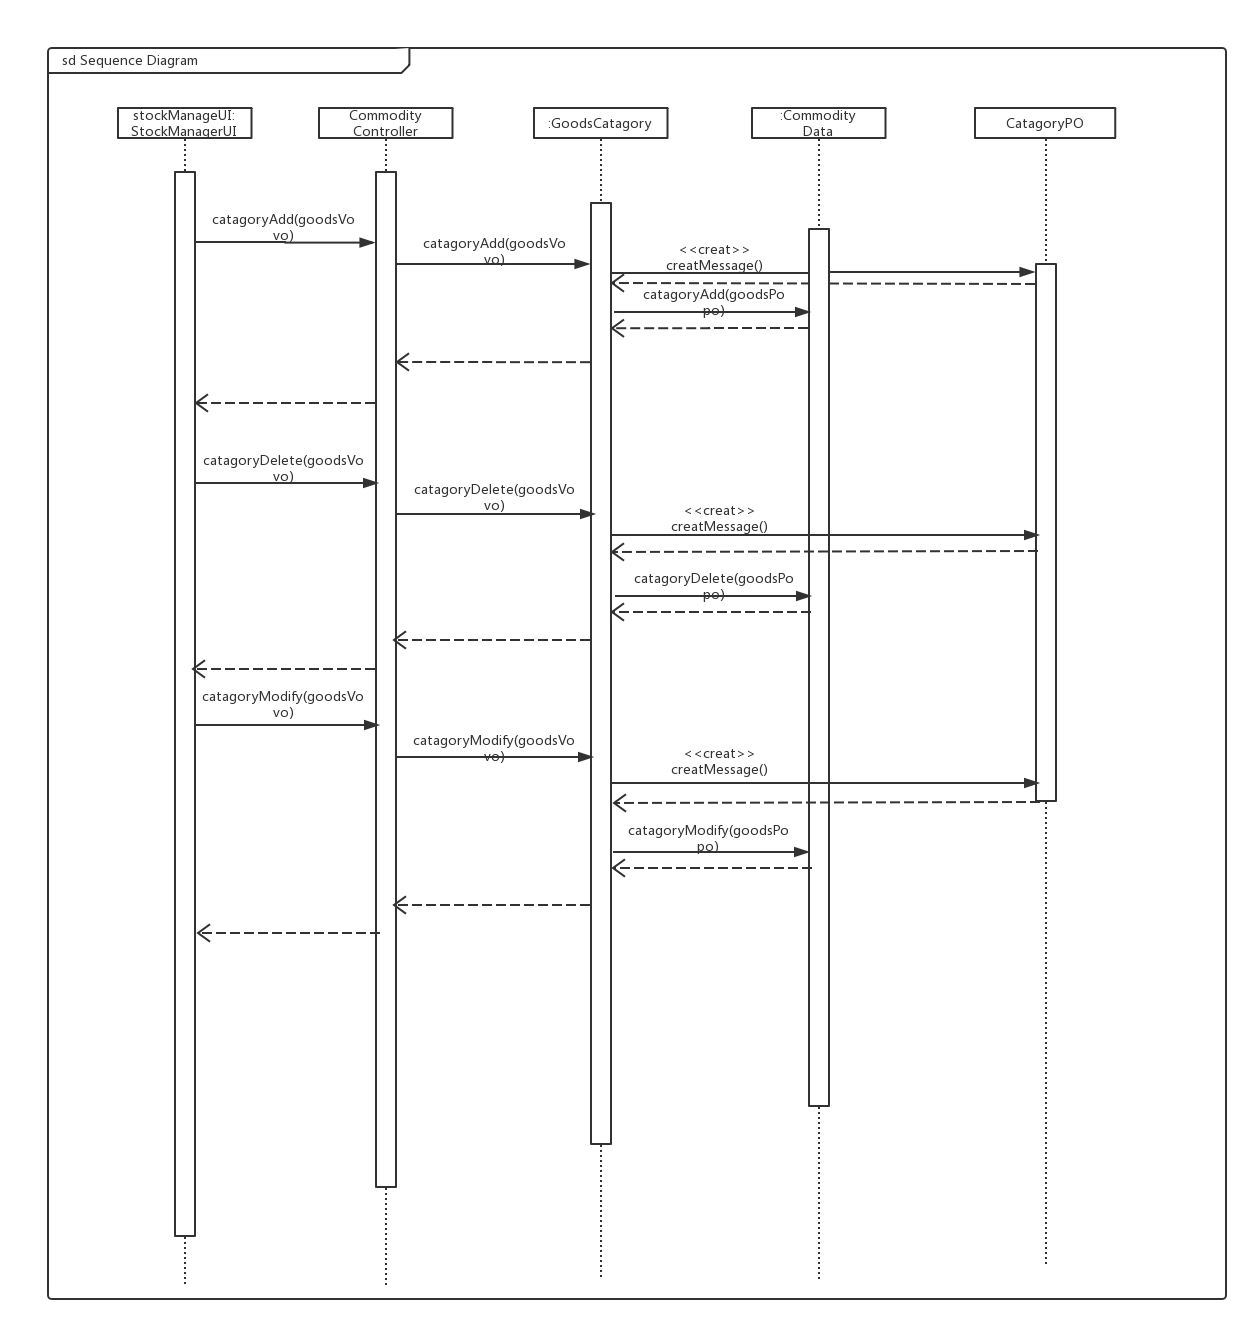 sd Sequence Diagram
stockManageUI:
StockManagerUI
Commodity
Controller
:GoodsCatagory
:Commodity
Data
CatagoryPO
catagoryAdd(goodsVo
vo)
catagoryAdd(goodsVo
vo)
<<creat>>
creatMessage()
catagoryAdd(goodsPo
po)
catagoryDelete(goodsVo
vo)
catagoryDelete(goodsVo
vo)
<<creat>>
creatMessage()
catagoryDelete(goodsPo
po)
catagoryModify(goodsVo
vo)
catagoryModify(goodsVo
vo)
<<creat>>
creatMessage()
catagoryModify(goodsPo
po)